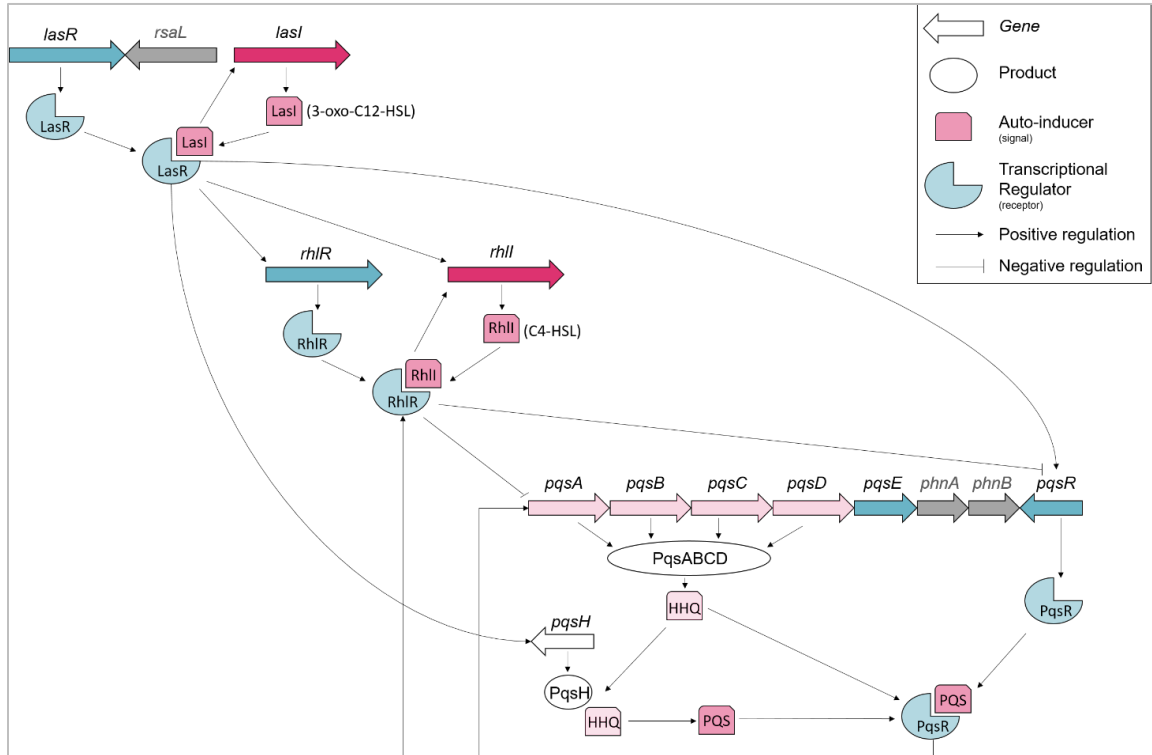 lasR
rsaL
lasI
LasR
LasI
(3-oxo-C12-HSL)
LasI
LasR
rhlR
rhlI
RhlR
RhlI
(C4-HSL)
RhlI
RhlR
pqsA
pqsB
pqsC
pqsD
pqsE
phnA
phnB
pqsR
PqsABCD
HHQ
PqsR
pqsH
PqsH
HHQ
PQS
PQS
PqsR
Gene
Product
Auto-inducer
(signal)
Transcriptional
Regulator
(receptor)
Positive regulation
Negative regulation